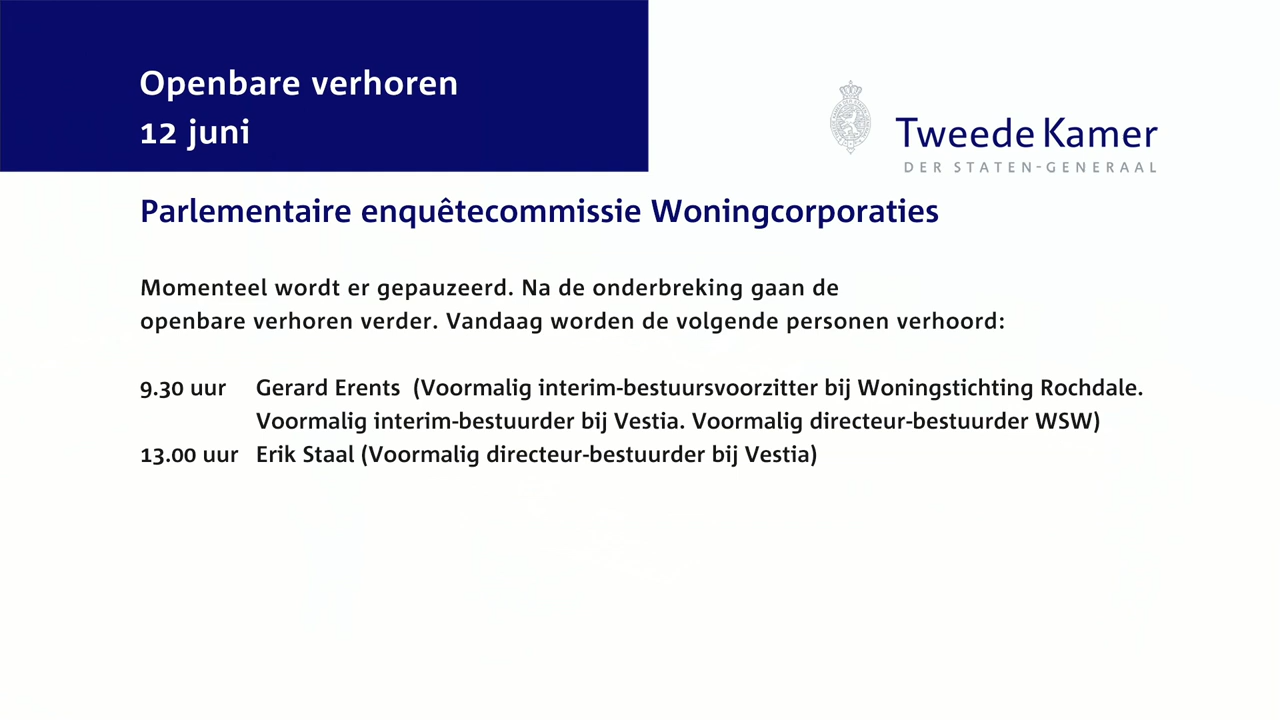 Openbare verhoren
12 juni
Tweede Kamer
DER STATEN-GENERAAL
Parlementaire enquêtecommissie Woningcorporaties
Momenteel wordt er gepauzeerd. Na de onderbreking gaan de
openbare verhoren verder. Vandaag worden de volgende personen verhoord:
9.30 uur Gerard Erents (Voormalig interim-bestuursvoorzitter bij Woningstichting Rochdale.
Voormalig interim-bestuurder bij Vestia. Voormalig directeur-bestuurder WSW)
13.00 uur Erik Staal (Voormalig directeur-bestuurder bij Vestia)